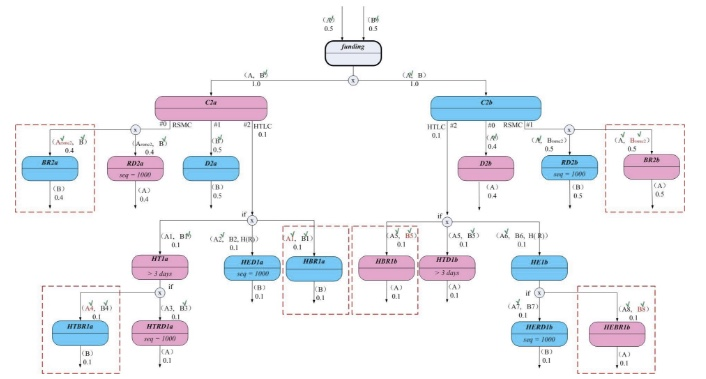 (A) (B)
0.5 0.5
funding
(A, B) (A, B)
1.0 1.0
C2a C2b
#0 RSMC #1 #2 HTLC HTLC #2 #0 RSMC #1
0.1 0.1
(Arsmc2, B) (Arsmc2, B) (B) (A) (A, Brsmc2) (A, Brsmc2)
0.4 0.4 0.5 0.4 0.5 0.5
BR2a RD2a D2a D2b RD2b BR2b
seq = 1000 seq = 1000
(B) (A) (B) (A) (B) (A)
0.4 0.4 0.5 0.4 0.5 0.5
if if
(A1, B1) (A2, B2, H(R)) (A1, B1) (A5, B5) (A5, B5) (A6, B6, H(R))
0.1 0.1 0.1 0.1 0.1 0.1
HT1a HED1a HBR1a HBR1b HTD1b HE1b
> 3 days seq = 1000 > 3 days
(B) (B) (A) (A)
0.1 0.1 0.1 0.1
if if
(A4, B4) (A3, B3) (A7, B7) (A8, B8)
0.1 0.1 0.1 0.1
HTBR1a HTRD1a HERD1b HEBR1b
seq = 1000 seq = 1000
(B) (A) (B) (A)
0.1 0.1 0.1 0.1